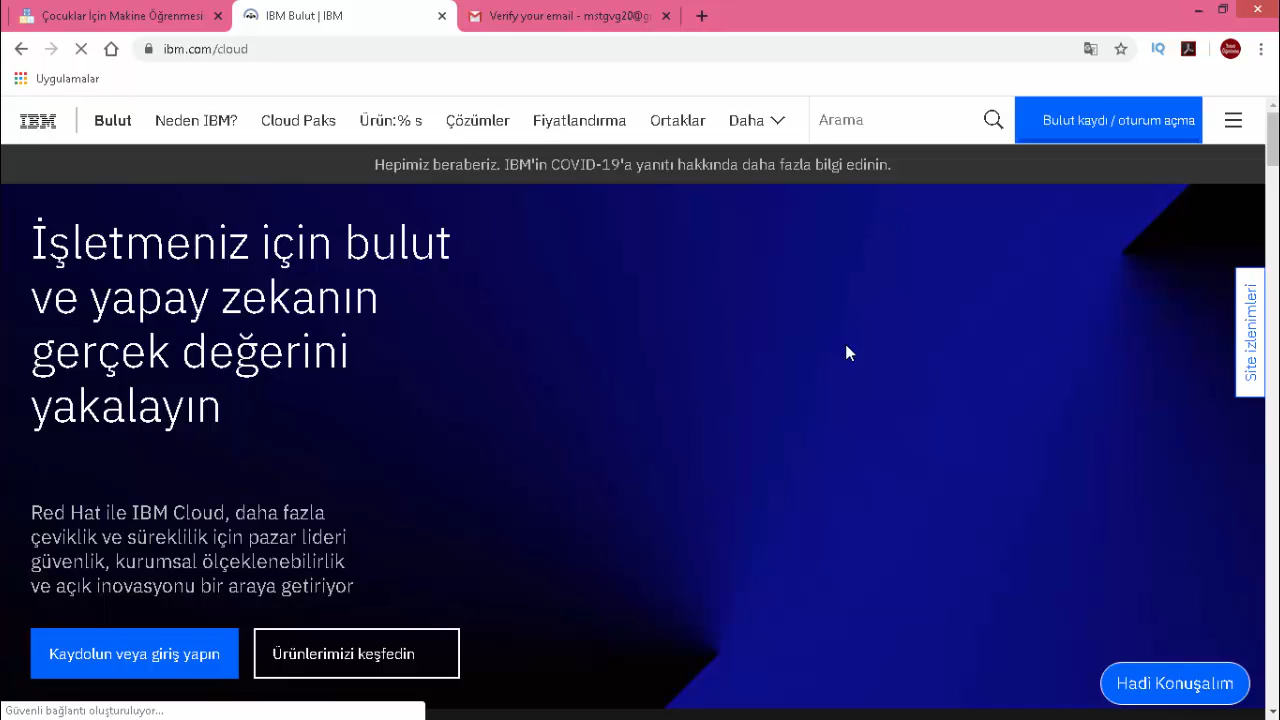 Çocuklar İçin Makine Öğrenmesi
IBM Bulut | IBM
Verify your email - mstgvg20@g
ibm.com/cloud
Uygulamalar
IBM
Bulut
Neden IBM?
Cloud Paks
Ürün:% s
Çözümler
Fiyatlandırma
Ortaklar
Daha
Arama
Bulut kaydı / oturum açma
Hepimiz beraberiz. IBM'in COVID-19'a yanıtı hakkında daha fazla bilgi edinin.
İşletmeniz için bulut
ve yapay zekanın
gerçek değerini
yakalayın
Site izlenimleri
Red Hat ile IBM Cloud, daha fazla
çeviklik ve süreklilik için pazar lideri
güvenlik, kurumsal ölçeklenebilirlik
ve açık inovasyonu bir araya getiriyor
Kaydolun veya giriş yapın
Ürünlerimizi keşfedin
Hadi Konuşalım
Güvenli bağlantı oluşturuluyor...